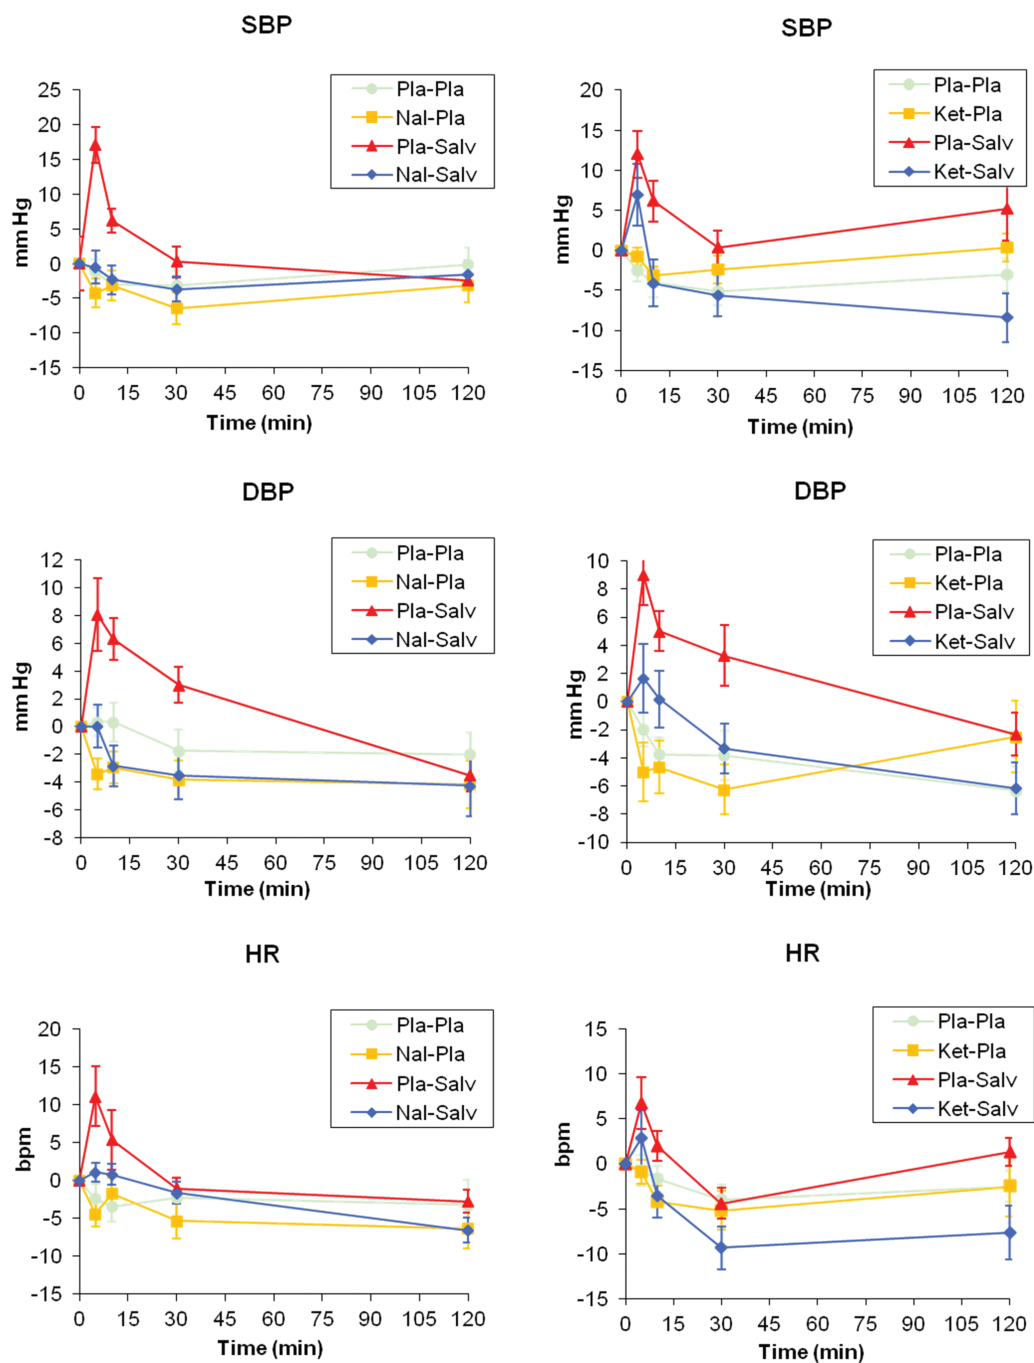 SBP
25
20
15
10
5
0
-5
-10
-15
mm Hg
Pla-Pla
Nal-Pla
Pla-Salv
Nal-Salv
0 15 30 45 60 75 90 105 120
Time (min)
SBP
20
15
10
5
0
-5
-10
-15
mm Hg
Pla-Pla
Ket-Pla
Pla-Salv
Ket-Salv
0 15 30 45 60 75 90 105 120
Time (min)
DBP
12
10
8
6
4
2
0
-2
-4
-6
-8
mm Hg
Pla-Pla
Nal-Pla
Pla-Salv
Nal-Salv
0 15 30 45 60 75 90 105 120
Time (min)
DBP
10
8
6
4
2
0
-2
-4
-6
-8
-10
mm Hg
Pla-Pla
Ket-Pla
Pla-Salv
Ket-Salv
0 15 30 45 60 75 90 105 120
Time (min)
HR
20
15
10
5
0
-5
-10
-15
bpm
Pla-Pla
Nal-Pla
Pla-Salv
Nal-Salv
0 15 30 45 60 75 90 105 120
Time (min)
HR
15
10
5
0
-5
-10
-15
bpm
Pla-Pla
Ket-Pla
Pla-Salv
Ket-Salv
0 15 30 45 60 75 90 105 120
Time (min)